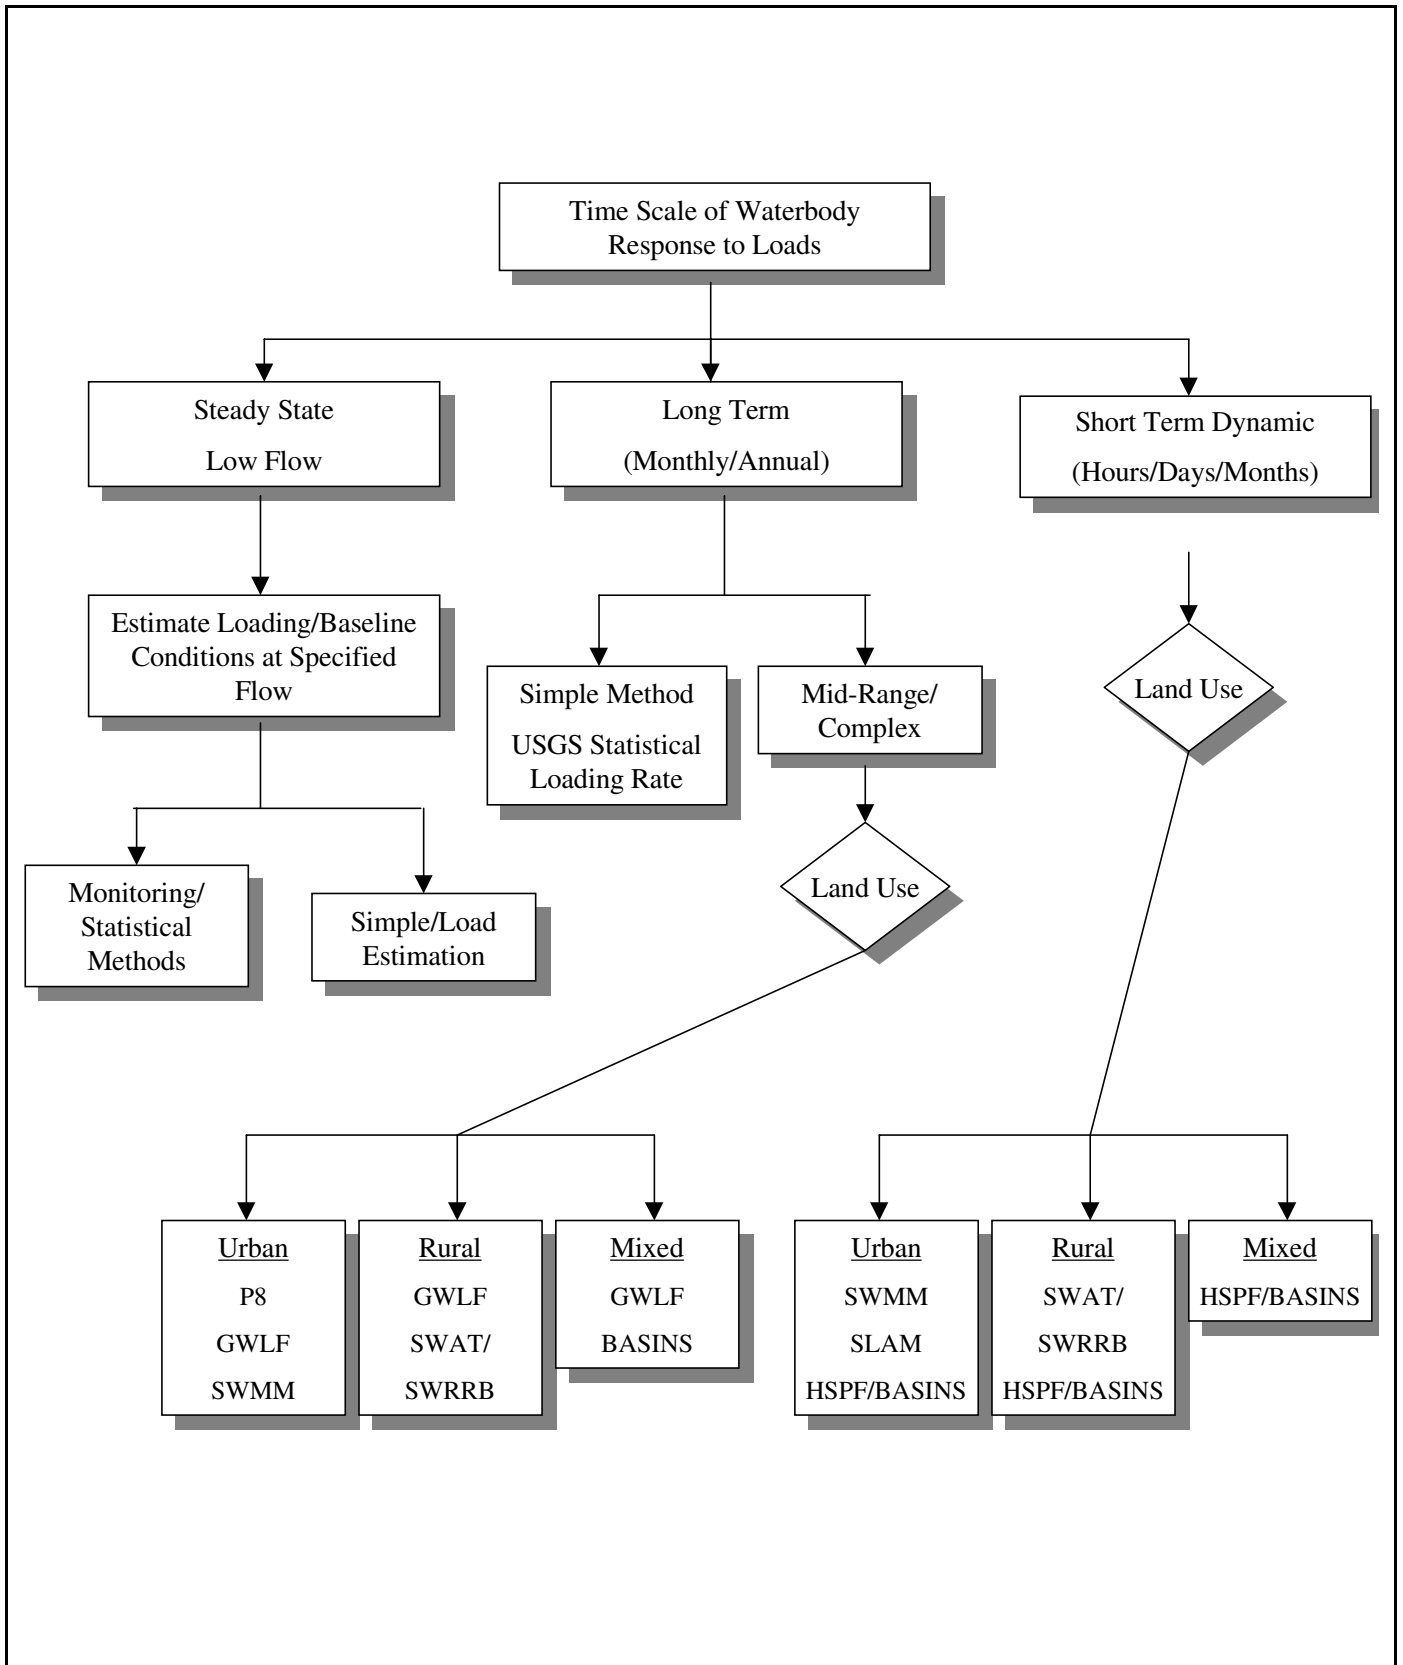 Time Scale of Waterbody
Response to Loads
Steady State
Low Flow
Long Term
(Monthly/Annual)
Short Term Dynamic
(Hours/Days/Months)
Estimate Loading/Baseline
Conditions at Specified
Flow
Simple Method
USGS Statistical
Loading Rate
Mid-Range/
Complex
Land Use
Monitoring/
Statistical
Methods
Simple/Load
Estimation
Land Use
Urban
P8
GWLF
SWMM
Rural
GWLF
SWAT/
SWRRB
Mixed
GWLF
BASINS
Urban
SWMM
SLAM
HSPF/BASINS
Rural
SWAT/
SWRRB
HSPF/BASINS
Mixed
HSPF/BASINS